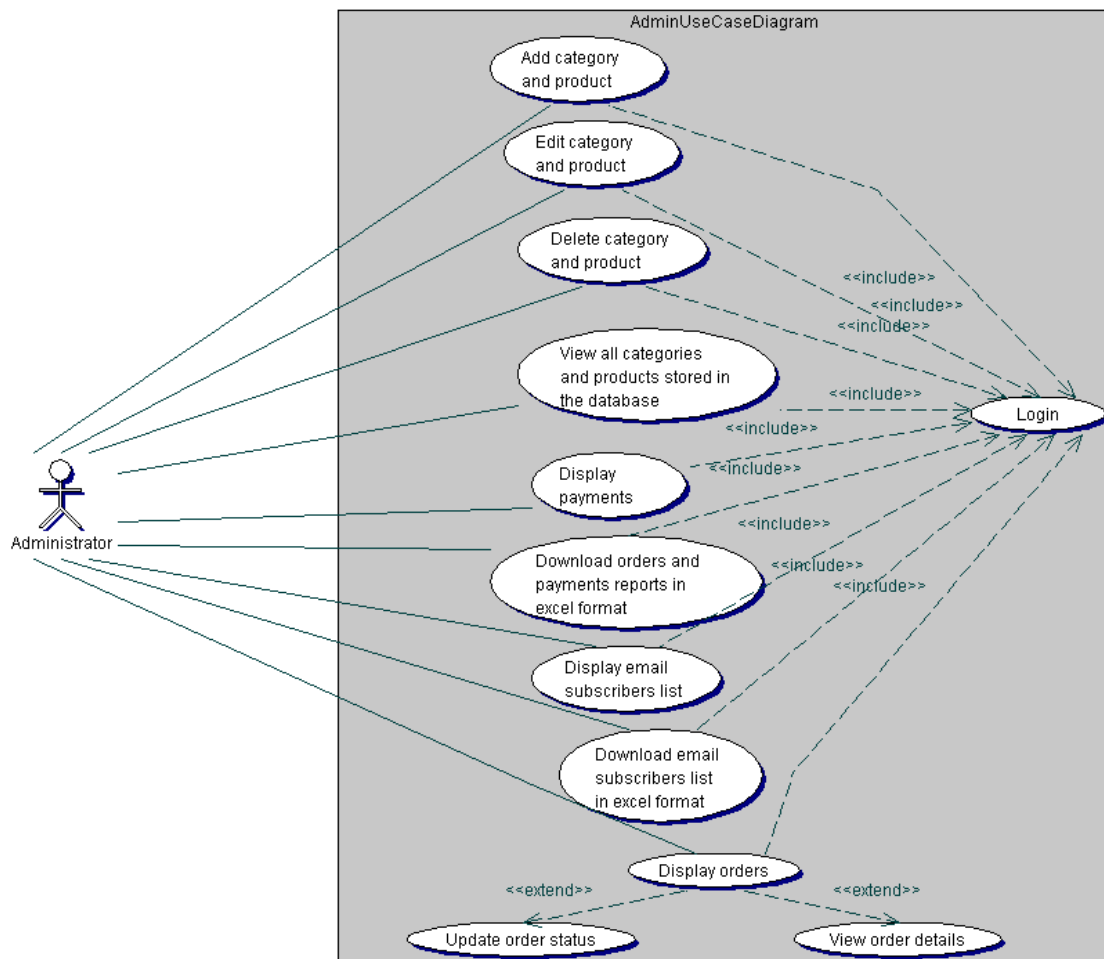 AdminUseCaseDiagram
Add category
and product
Edit category
and product
Delete category
and product
<<include>>
<<include>>
<<include>>
View all categories
and products stored in
the database
<<include>>
Login
<<include>>
Display
payments
<<include>>
Administrator
Download orders and
payments reports in
excel format
<<include>>
<<include>>
<<include>>
Display email
subscribers list
Download email
subscribers list
in excel format
Display orders
<<extend>>
<<extend>>
Update order status
View order details